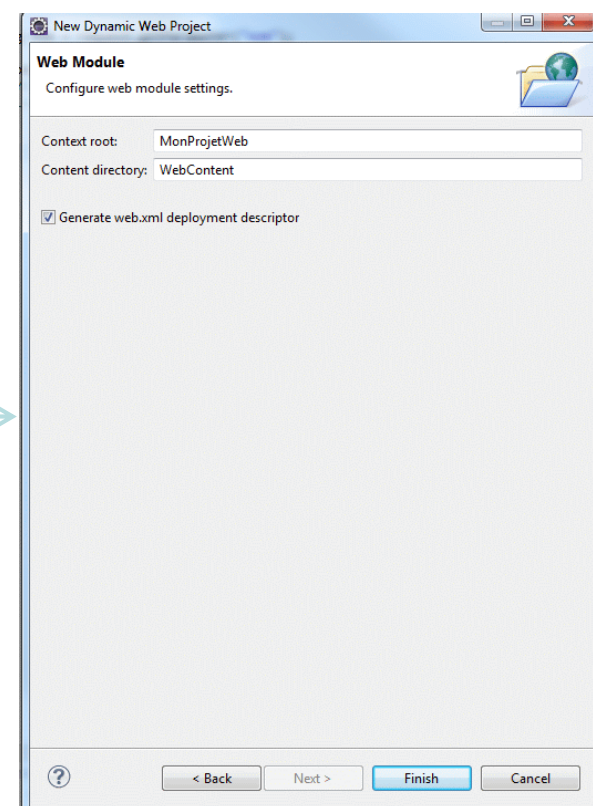 New Dynamic Web Project
Web Module
Configure web module settings.
Context root: MonProjetWeb
Content directory: WebContent
Generate web.xml deployment descriptor
? < Back Next > Finish Cancel